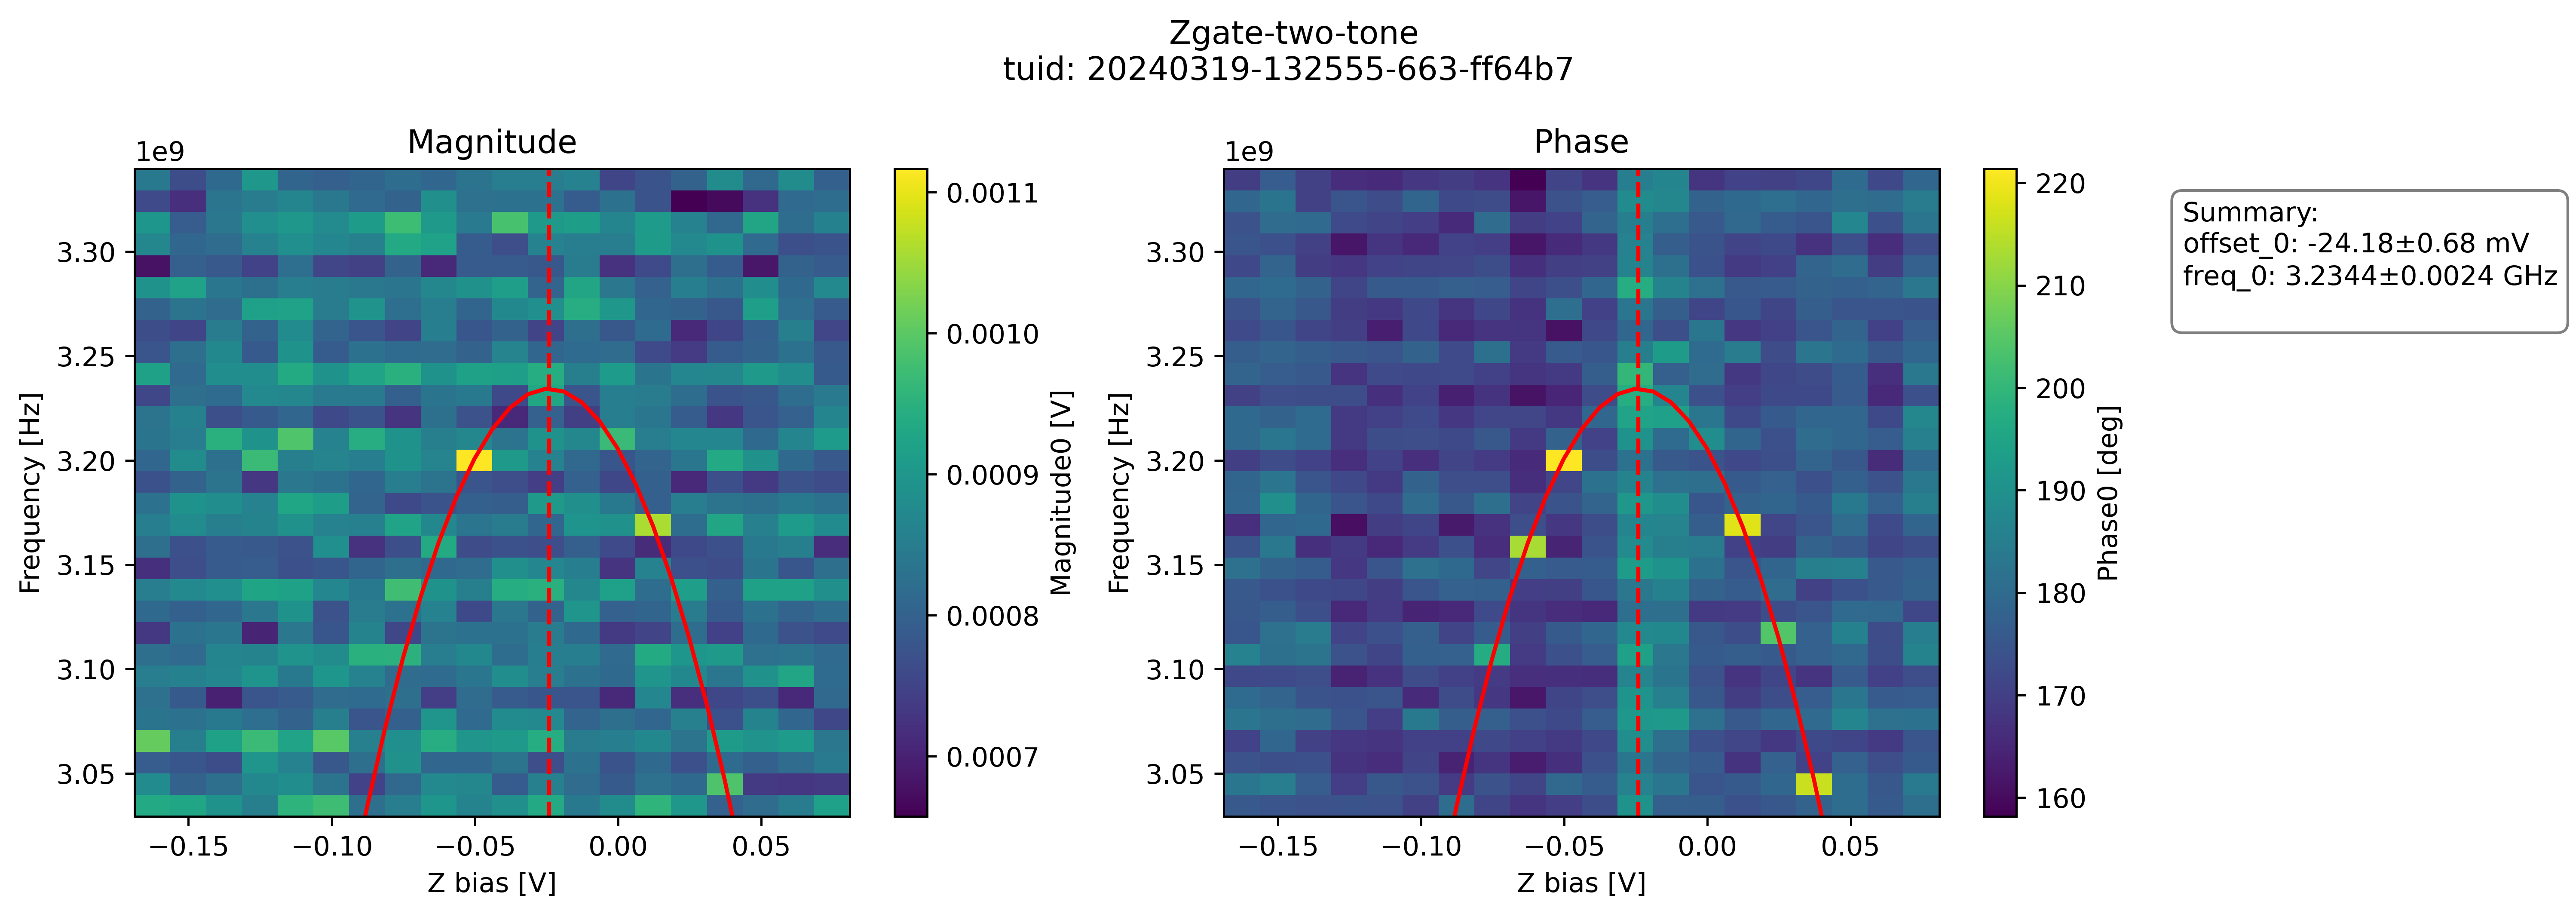 Zgate-two-tone
tuid: 20240319-132555-663-ff64b7
Magnitude
1e9
3.30
3.25
3.20
3.15
3.10
3.05
Frequency [Hz]
−0.15
−0.10
−0.05
0.00
0.05
Z bias [V]
0.0011
0.0010
0.0009
0.0008
0.0007
Magnitude0 [V]
Phase
1e9
3.30
3.25
3.20
3.15
3.10
3.05
Frequency [Hz]
−0.15
−0.10
−0.05
0.00
0.05
Z bias [V]
220
210
200
190
180
170
160
Phase0 [deg]
Summary:
offset_0: -24.18±0.68 mV
freq_0: 3.2344±0.0024 GHz